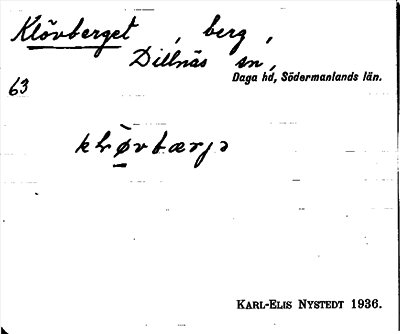 Klövberget, berg,
Dillnäs sn,
Daga hd, Södermanlands län.
63
KARL-ELIS NYSTEDT 1936.